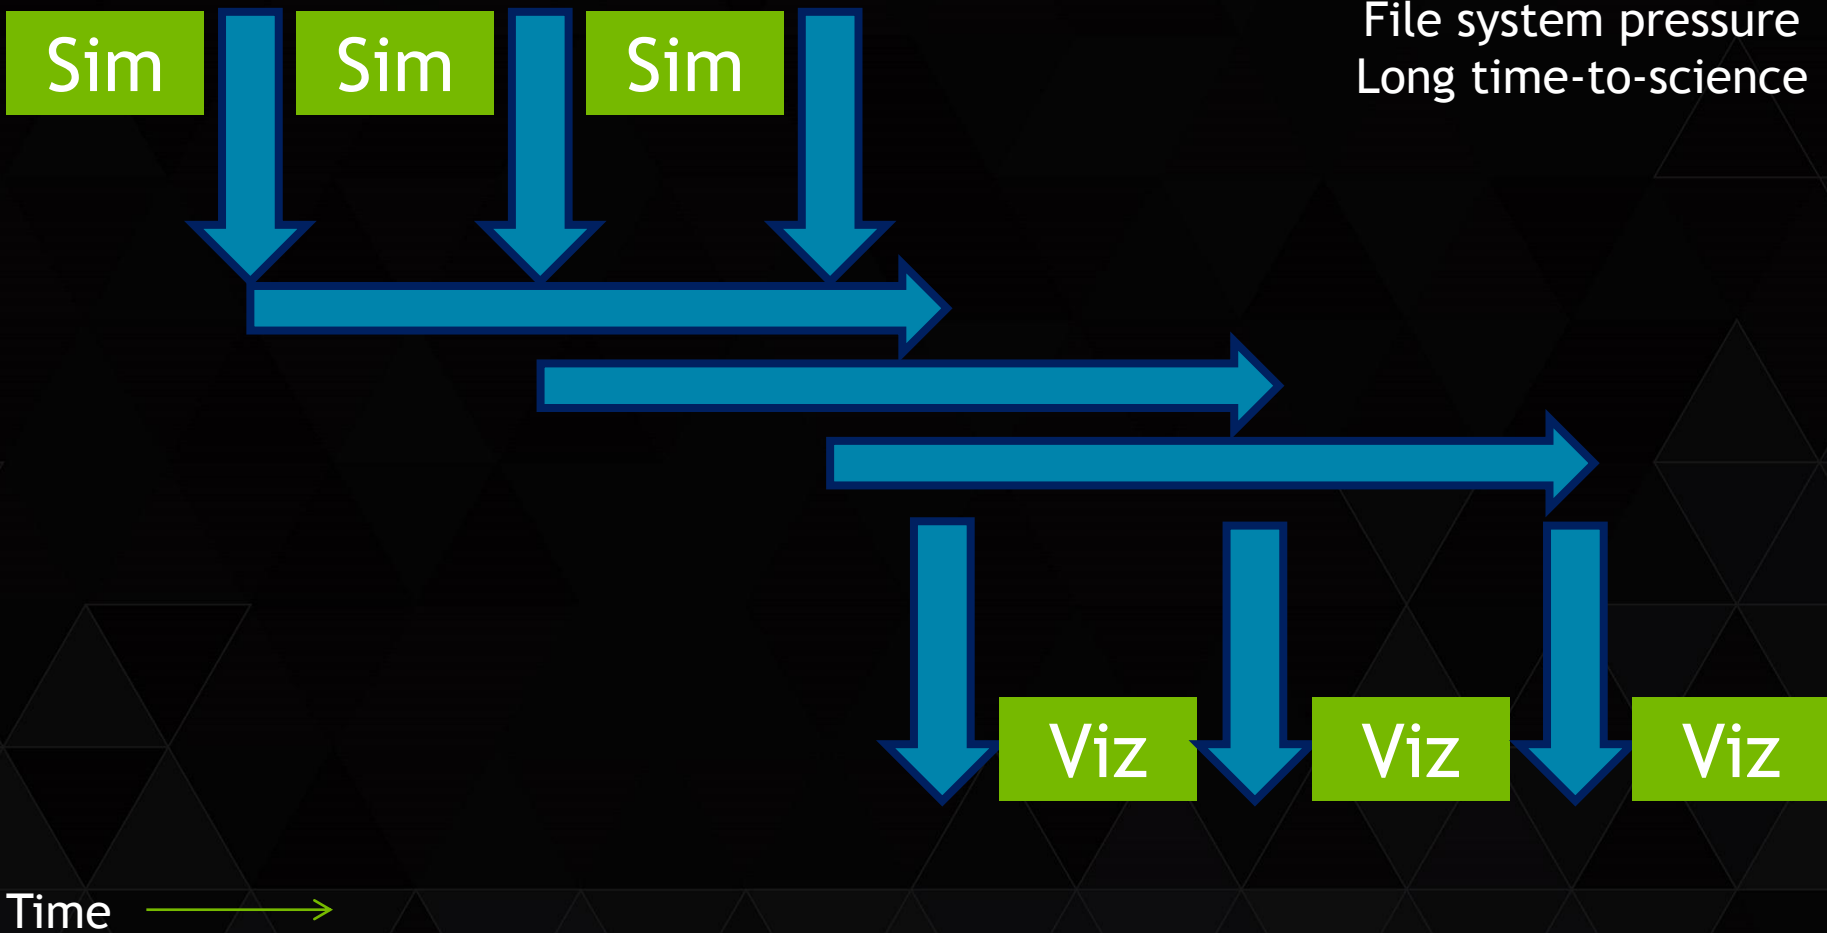 Sim
Sim
Sim
File system pressure
Long time-to-science
Viz
Viz
Viz
Time